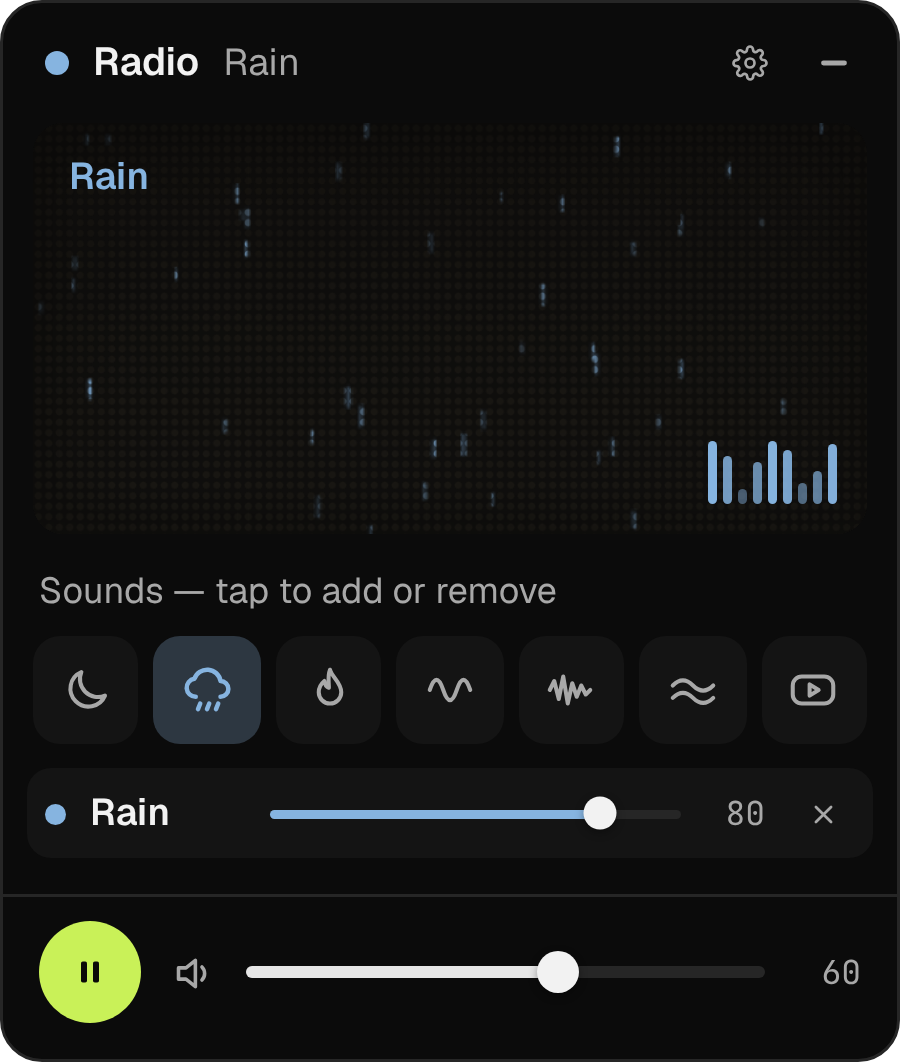 Radio Rain
Rain
Sounds — tap to add or remove
Rain 80
60